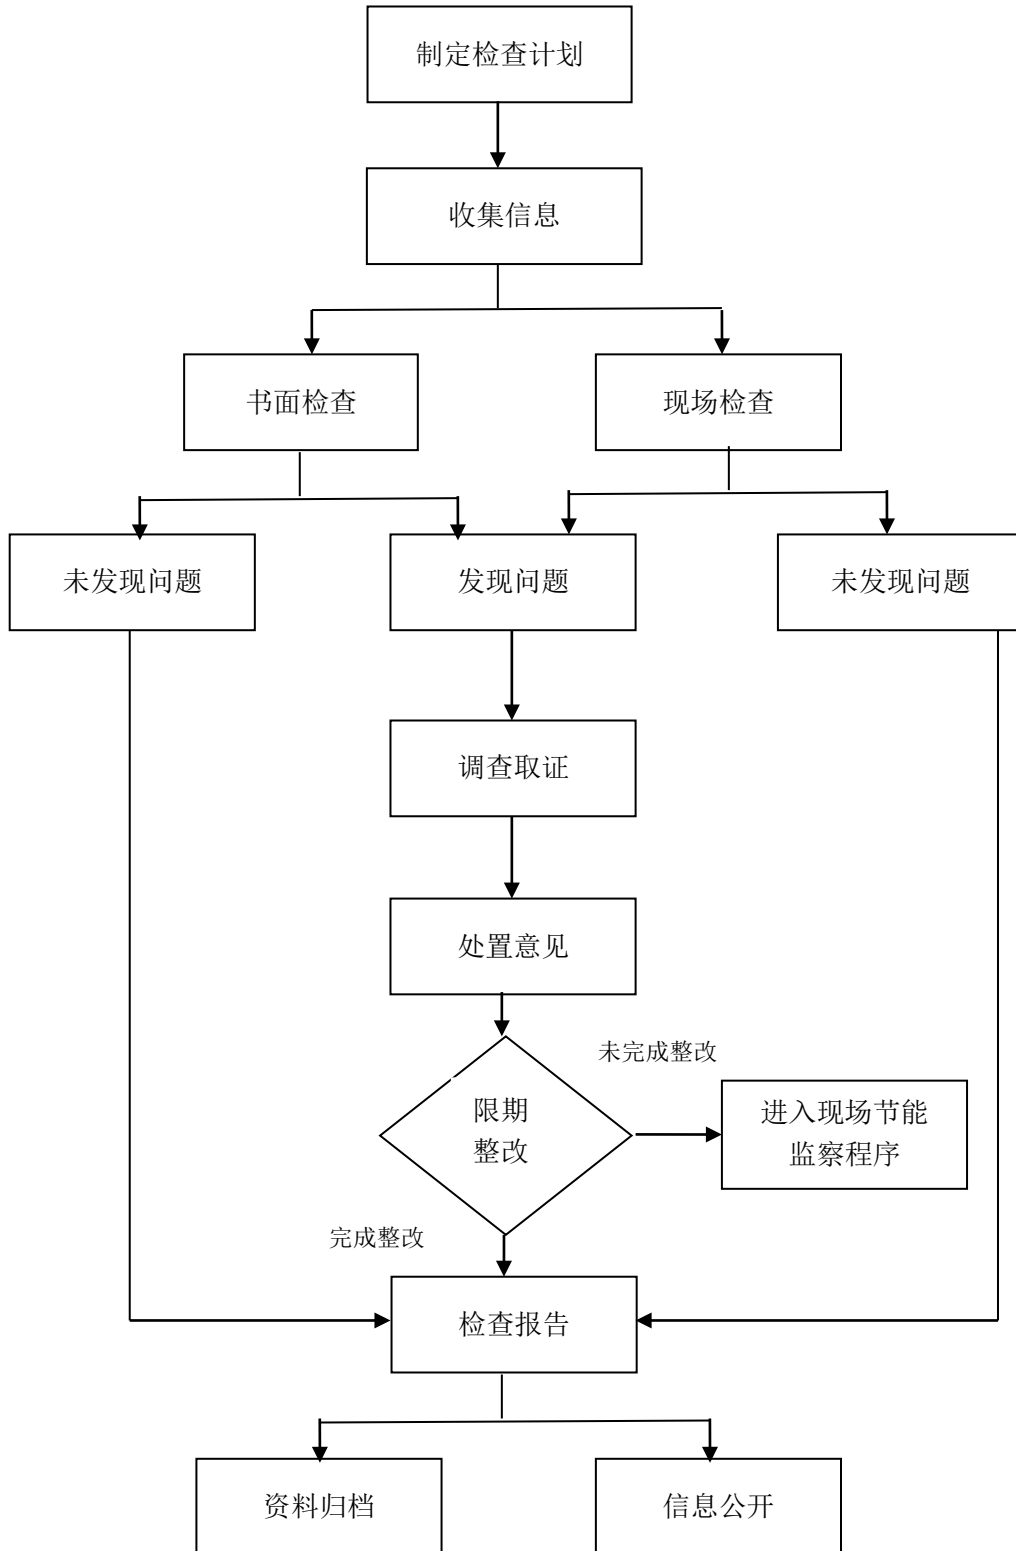 制定检查计划
收集信息
书面检查
现场检查
未发现问题
发现问题
未发现问题
调查取证
处置意见
未完成整改
限期
整改
进入现场节能
监察程序
完成整改
检查报告
资料归档
信息公开